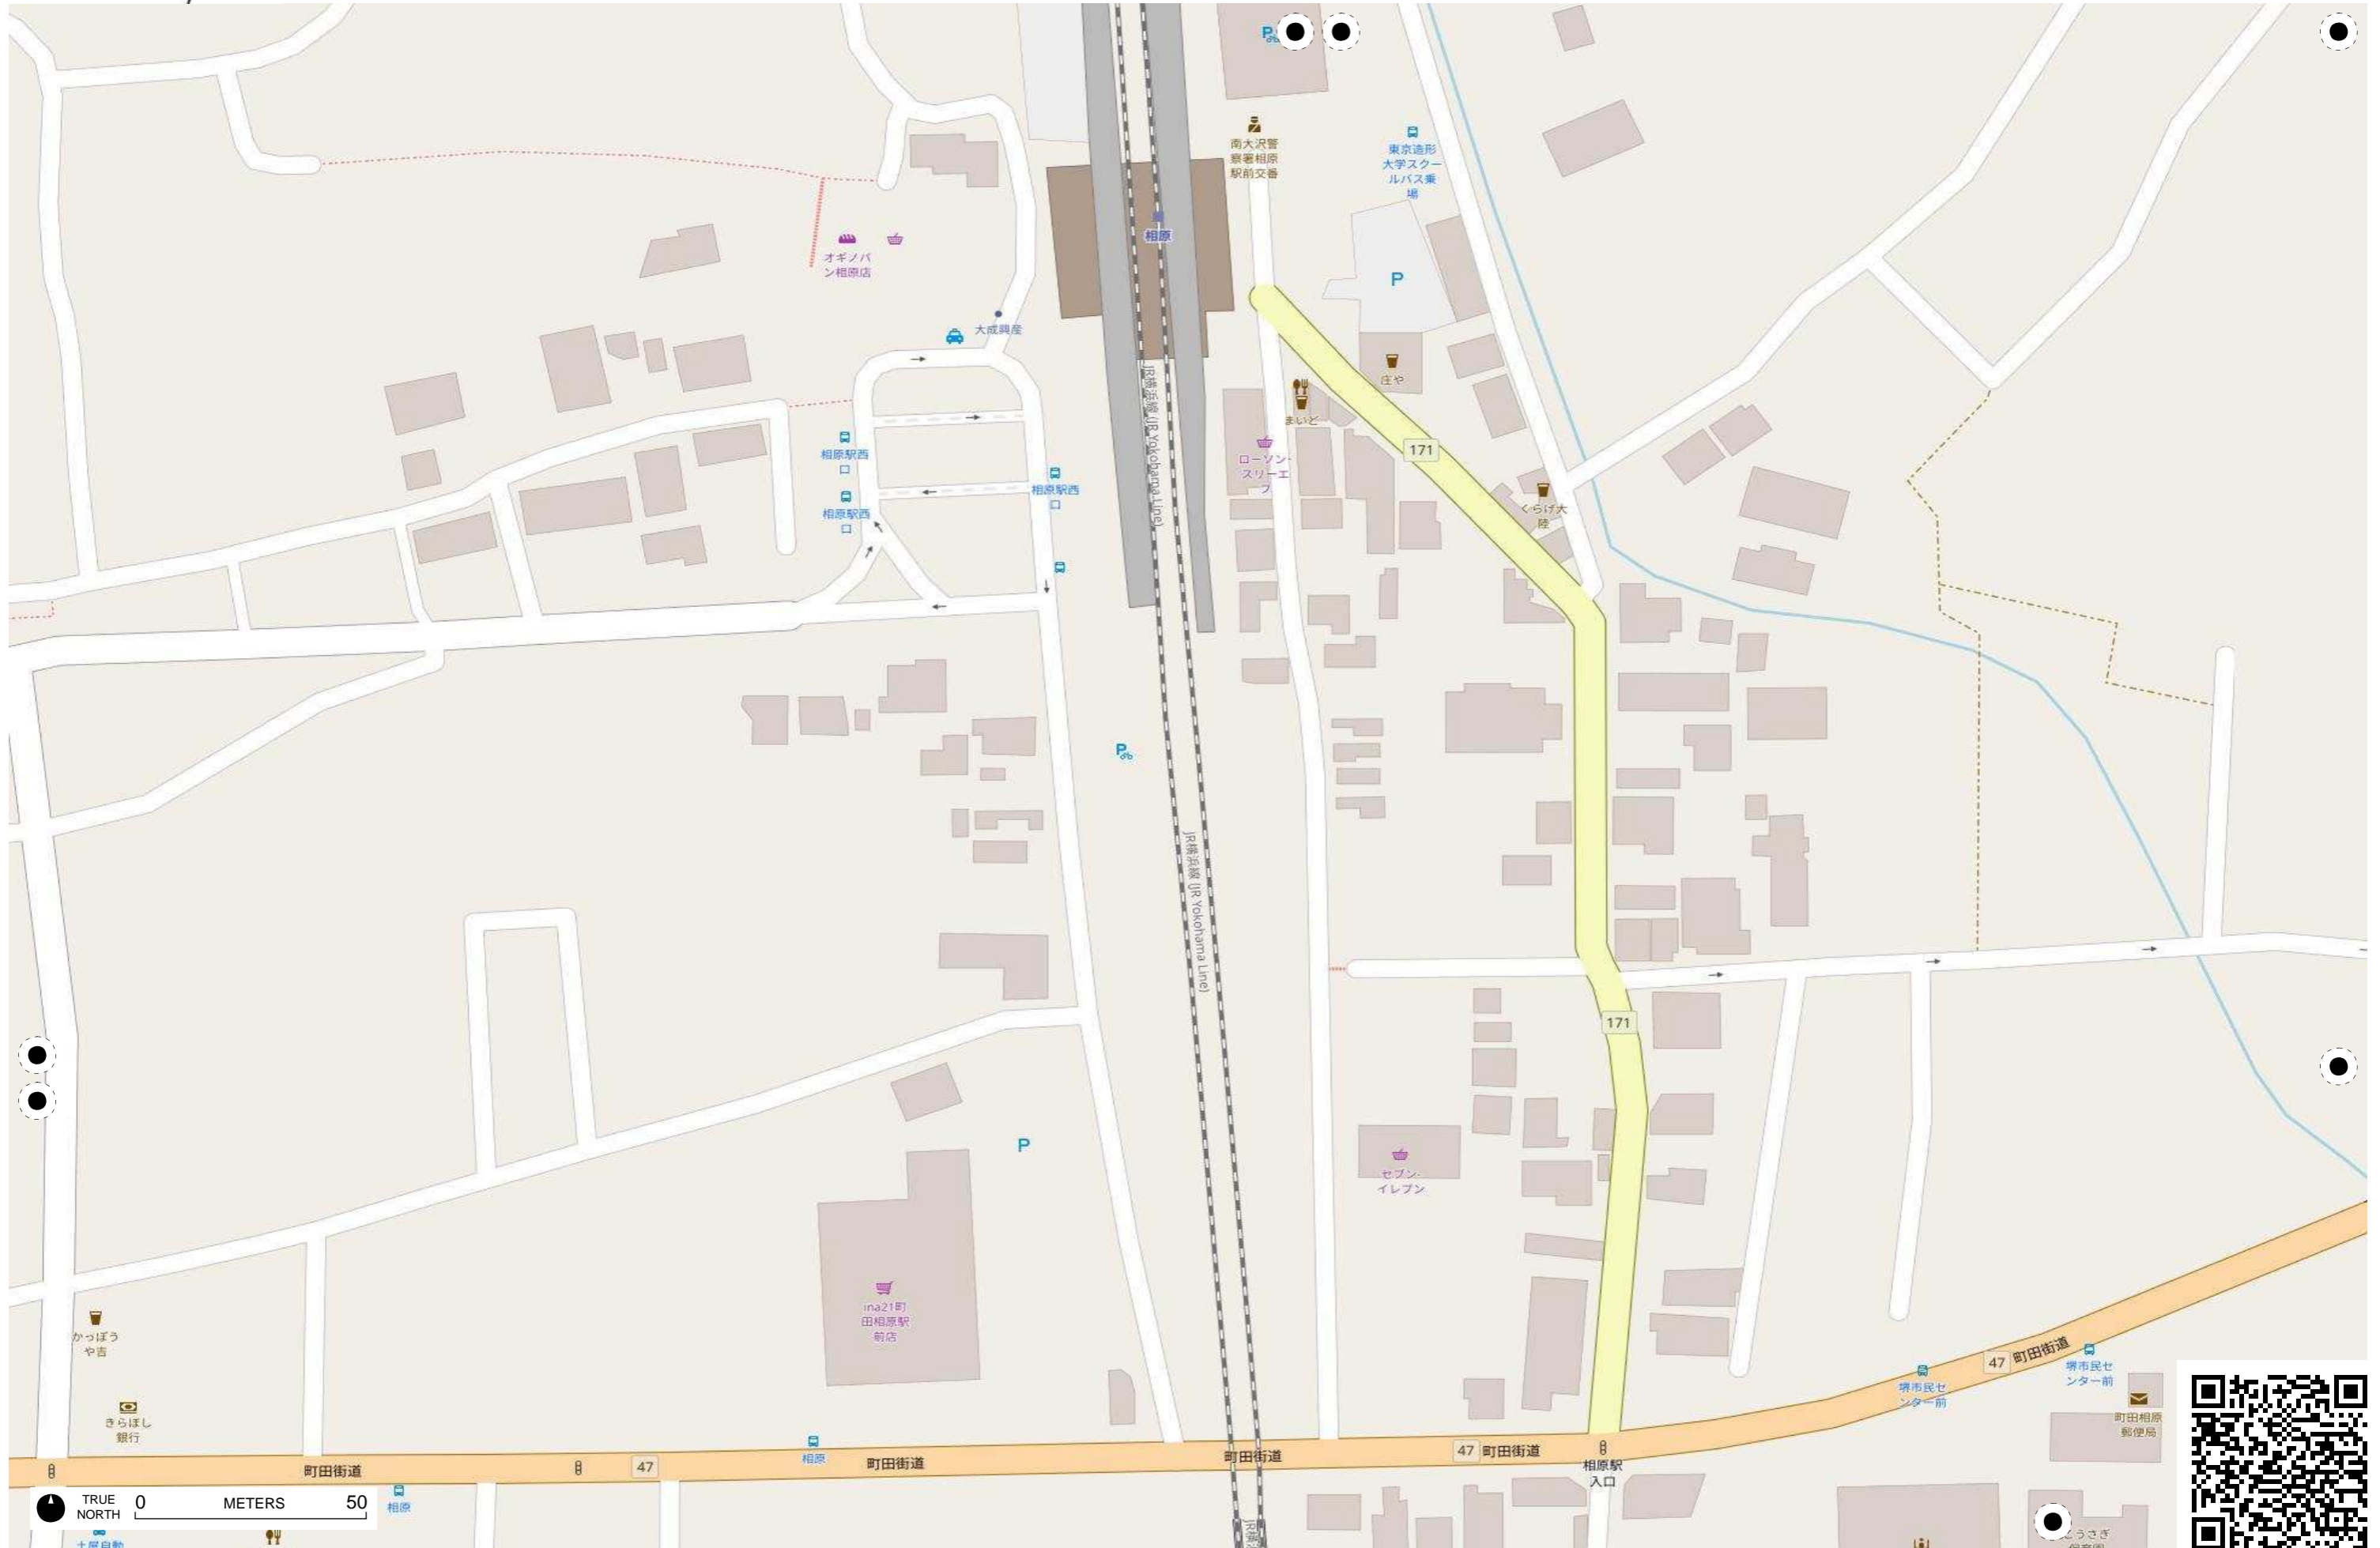 南大沢警
察署相原
駅前交番
東京造形
大学スクー
ルバス乗
場
相原
オギノパ
ン相原店
P
大成興産
庄や
まいど
JR横浜線 (JR Yokohama Line)
相原駅西
口
相原駅西
口
相原駅西
口
ローソン・
スリーエ
フ
171
くらげ大
陸
P
JR横浜線 (JR Yokohama Line)
171
P
セブン-
イレブン
ina21町
田相原駅
前店
かっぽう
や吉
きらぼし
銀行
47 町田街道
堺市民セ
ンター前
堺市民セ
ンター前
町田相原
郵便局
町田街道
47
相原
町田街道
町田街道
47 町田街道
相原駅
入口
相原
TRUE
NORTH
0 METERS 50